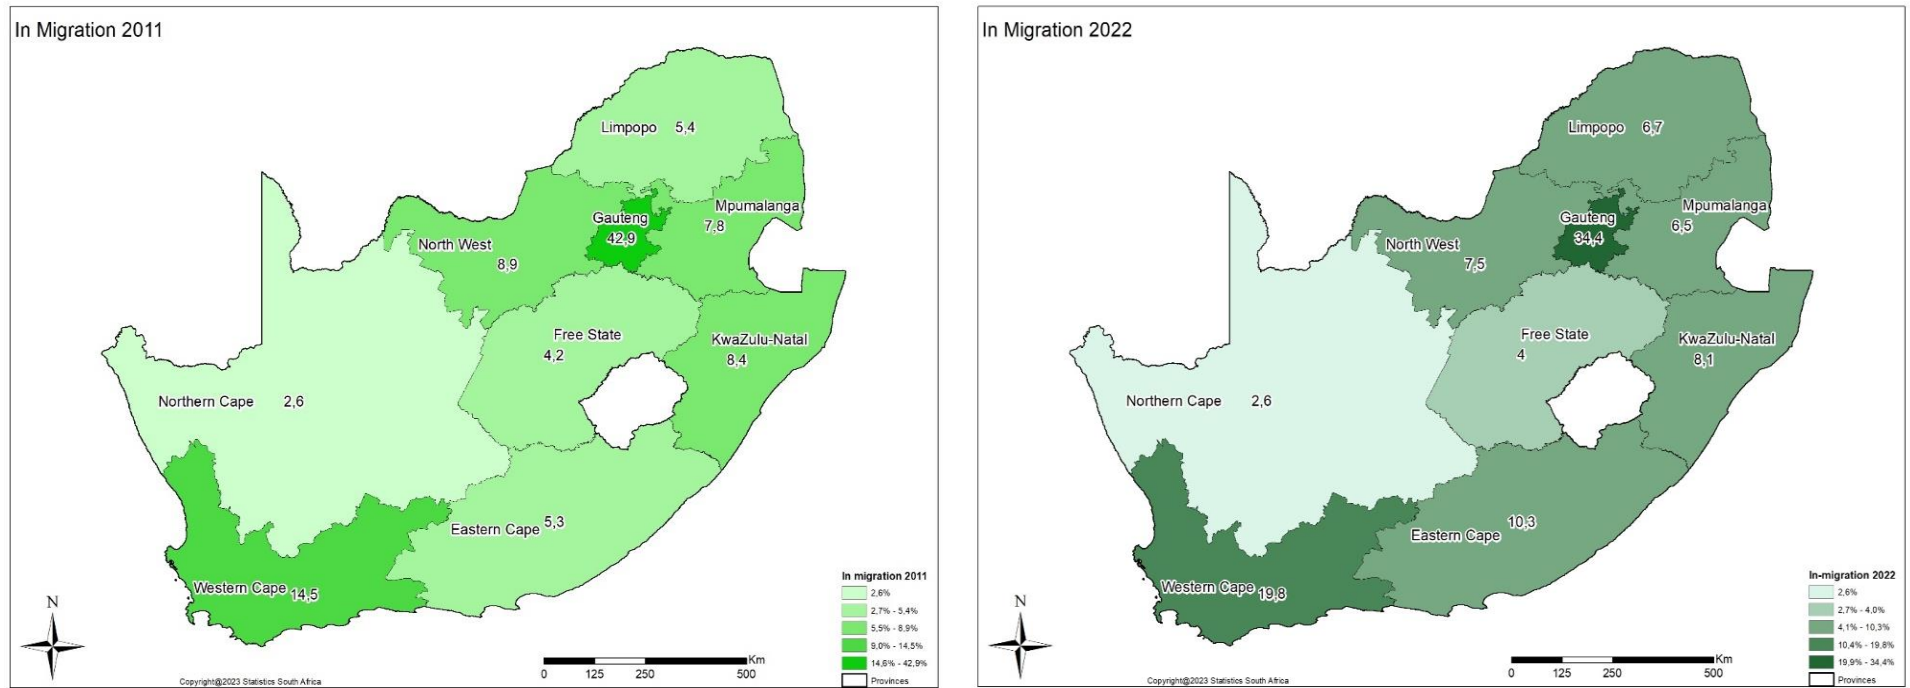 In Migration 2011
Limpopo 5,4
Mpumalanga
7,8
Gauteng
42,9
North West
8,9
Free State
4,2
KwaZulu-Natal
8,4
Northern Cape 2,6
Eastern Cape 5,3
Western Cape 14,5
N
In migration 2011
2,6%
2,7% - 5,4%
5,5% - 8,9%
9,0% - 14,5%
14,6% - 42,9%
Provinces
Km
0 125 250 500
Copyright@2023 Statistics South Africa
In Migration 2022
Limpopo 6,7
Mpumalanga
6,5
Gauteng
34,4
North West
7,5
Free State
4
KwaZulu-Natal
8,1
Northern Cape 2,6
10,3
Eastern Cape
Western Cape 19,8
N
In-migration 2022
2,6%
2,7% - 4,0%
4,1% - 10,3%
10,4% - 19,8%
19,9% - 34,4%
Provinces
Km
0 125 250 500
Copyright@2023 Statistics South Africa